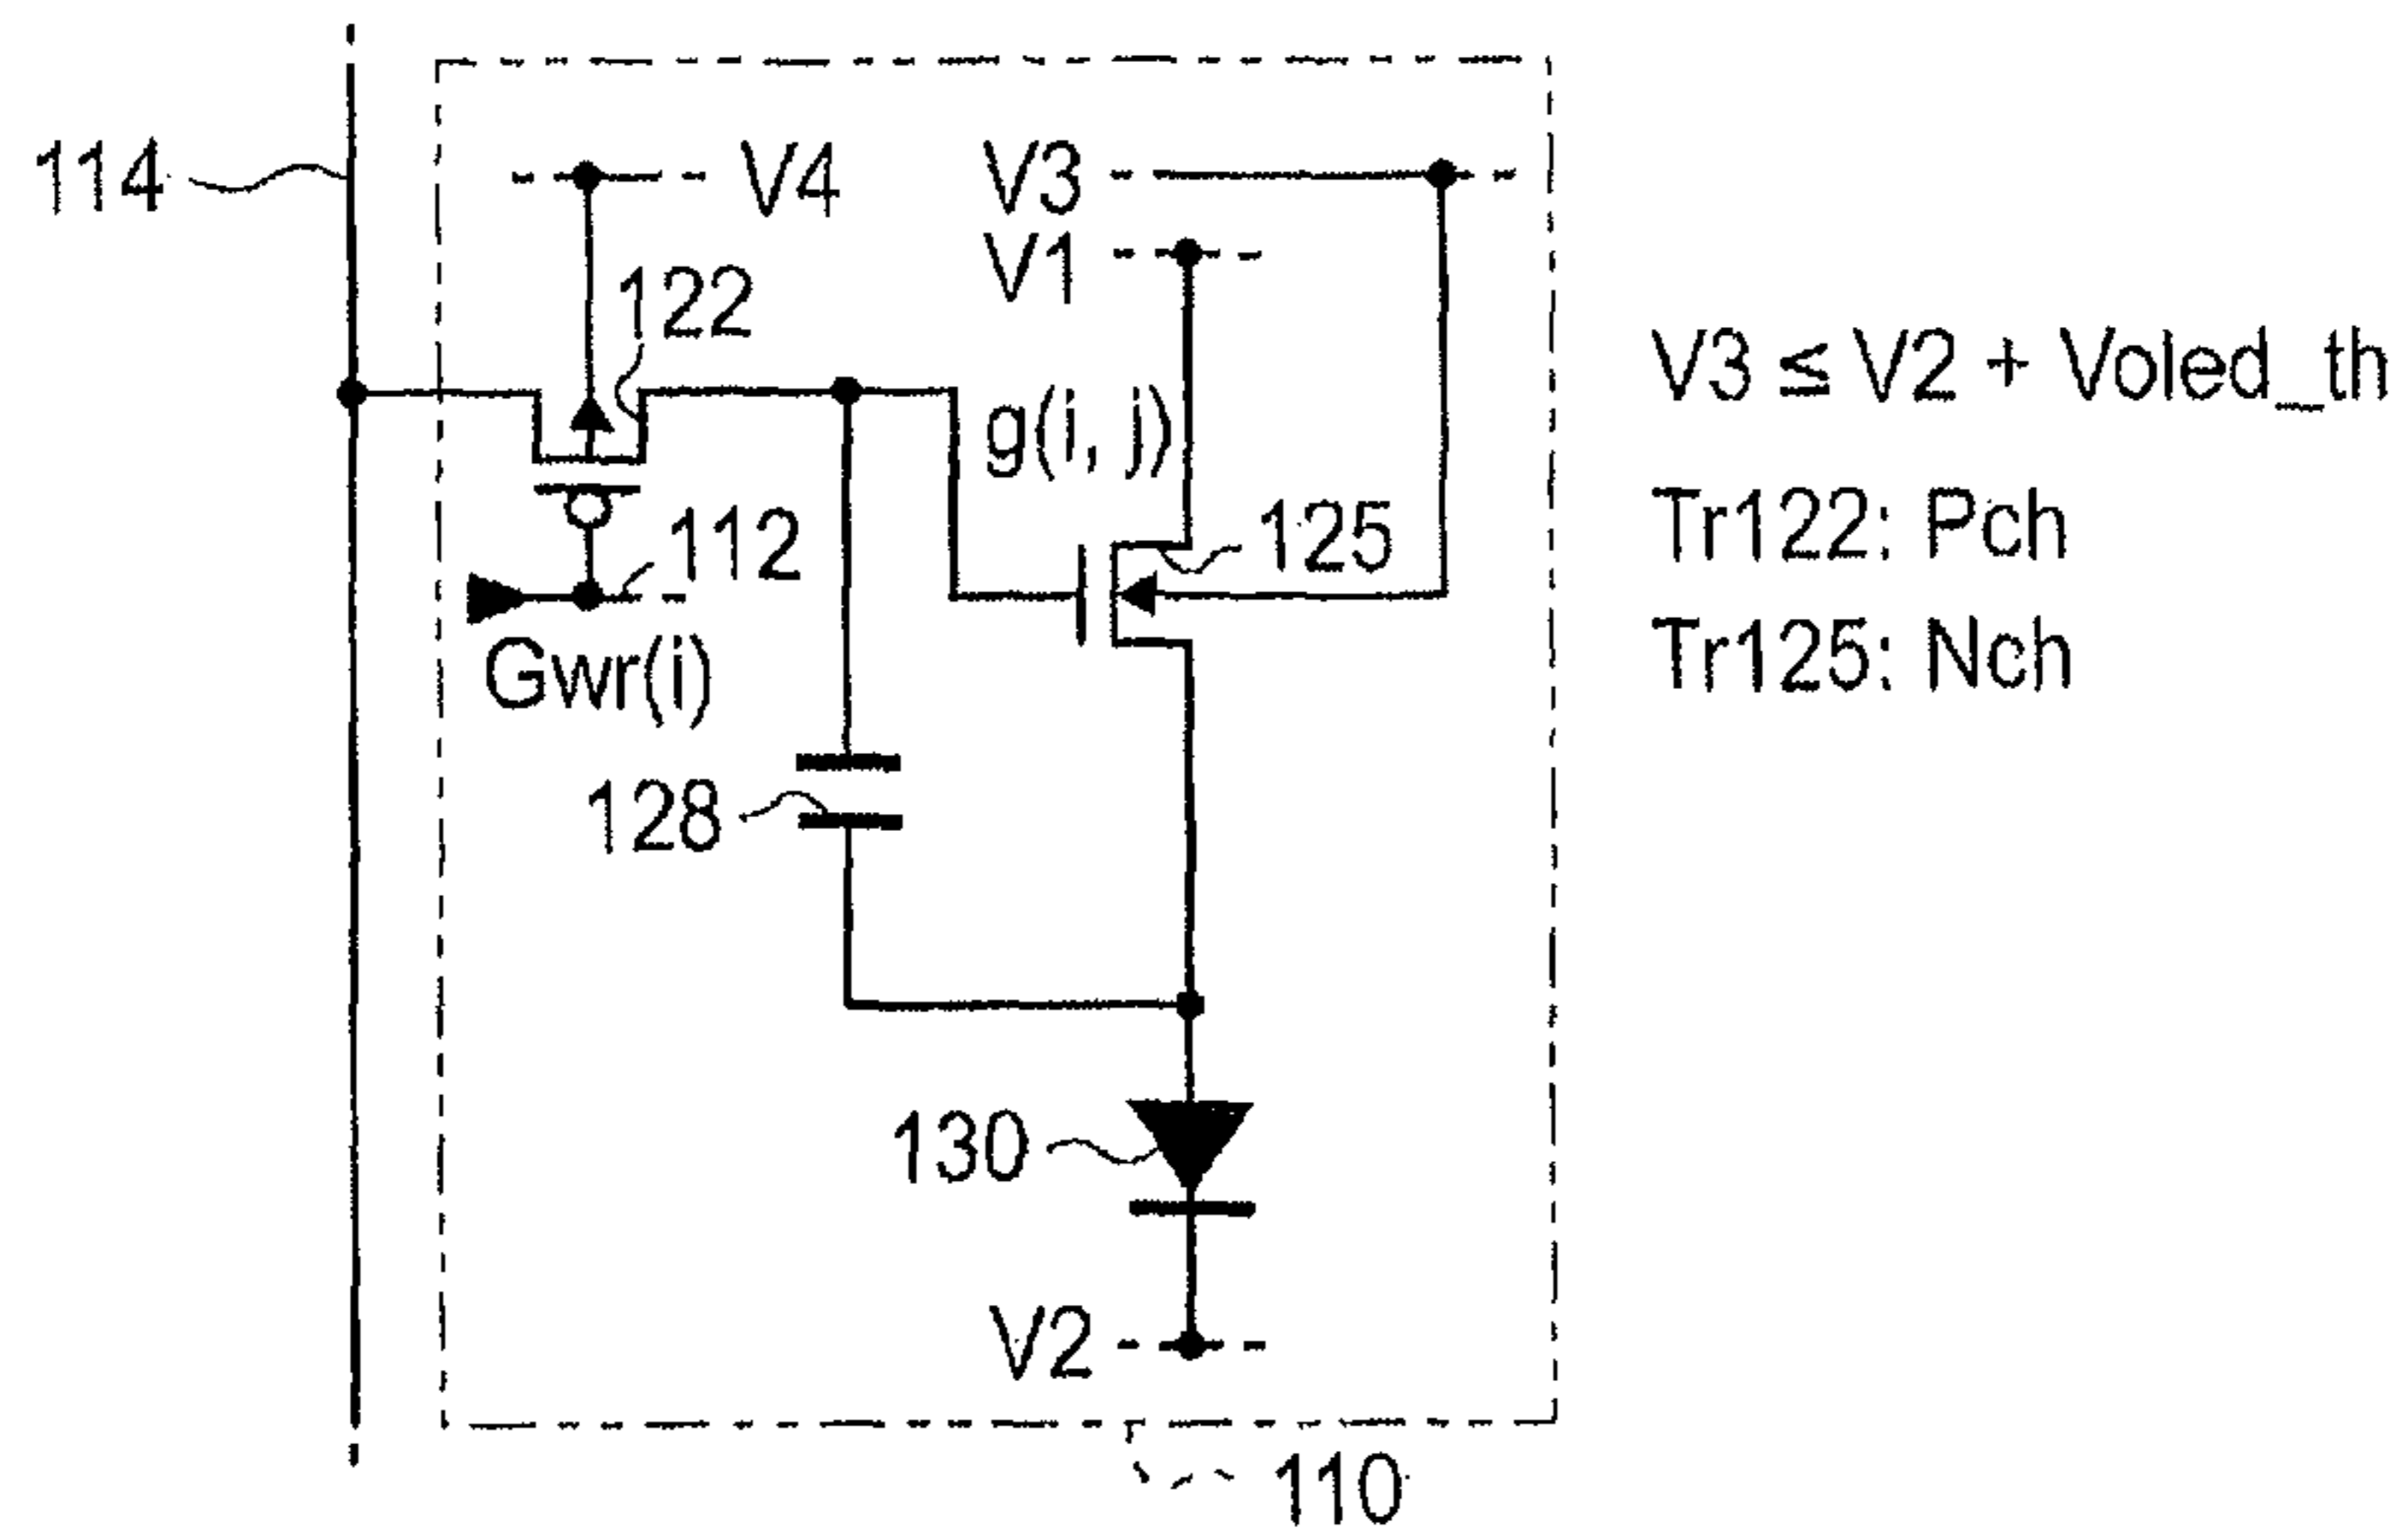 114
V4
V3
V1
122
g(i, j)
112
125
Gwr(i)
128
130
V2
110
V3 ≦ V2 + Voled_th
Tr122: Pch
Tr125: Nch